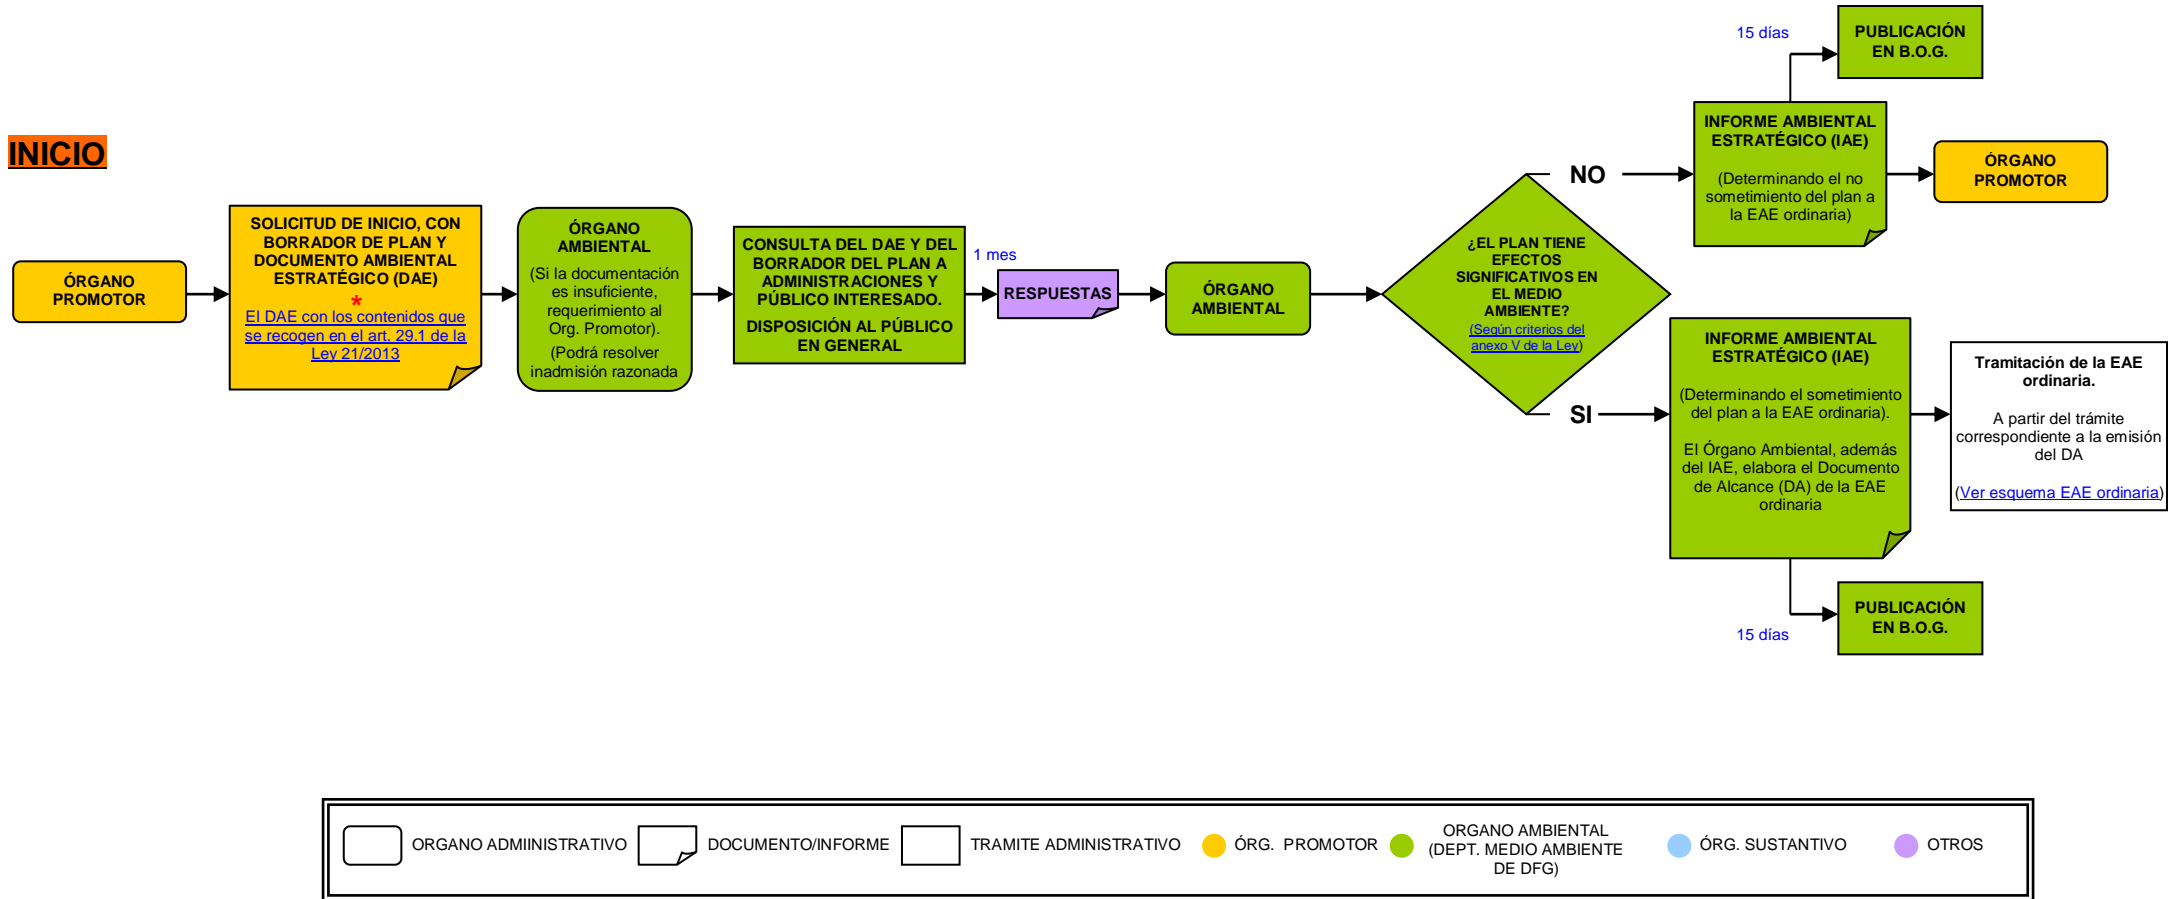 INICIO
ÓRGANO
PROMOTOR
SOLICITUD DE INICIO, CON
BORRADOR DE PLAN Y
DOCUMENTO AMBIENTAL
ESTRATÉGICO (DAE)
*
El DAE con los contenidos que
se recogen en el art. 29.1 de la
Ley 21/2013
ÓRGANO
AMBIENTAL
(Si la documentación
es insuficiente,
requerimiento al
Org. Promotor).
(Podrá resolver
inadmisión razonada
CONSULTA DEL DAE Y DEL
BORRADOR DEL PLAN A
ADMINISTRACIONES Y
PÚBLICO INTERESADO.
DISPOSICIÓN AL PÚBLICO
EN GENERAL
1 mes
RESPUESTAS
ÓRGANO
AMBIENTAL
¿EL PLAN TIENE
EFECTOS
SIGNIFICATIVOS EN
EL MEDIO
AMBIENTE?
(Según criterios del
anexo V de la Ley)
NO
INFORME AMBIENTAL
ESTRATÉGICO (IAE)
(Determinando el no
sometimiento del plan a
la EAE ordinaria)
15 días
PUBLICACIÓN
EN B.O.G.
ÓRGANO
PROMOTOR
SI
INFORME AMBIENTAL
ESTRATÉGICO (IAE)
(Determinando el sometimiento
del plan a la EAE ordinaria).
El Órgano Ambiental, además
del IAE, elabora el Documento
de Alcance (DA) de la EAE
ordinaria
Tramitación de la EAE
ordinaria.
A partir del trámite
correspondiente a la emisión
del DA
(Ver esquema EAE ordinaria)
15 días
PUBLICACIÓN
EN B.O.G.
ORGANO ADMIINISTRATIVO
DOCUMENTO/INFORME
TRAMITE ADMINISTRATIVO
ÓRG. PROMOTOR
ORGANO AMBIENTAL
(DEPT. MEDIO AMBIENTE
DE DFG)
ÓRG. SUSTANTIVO
OTROS